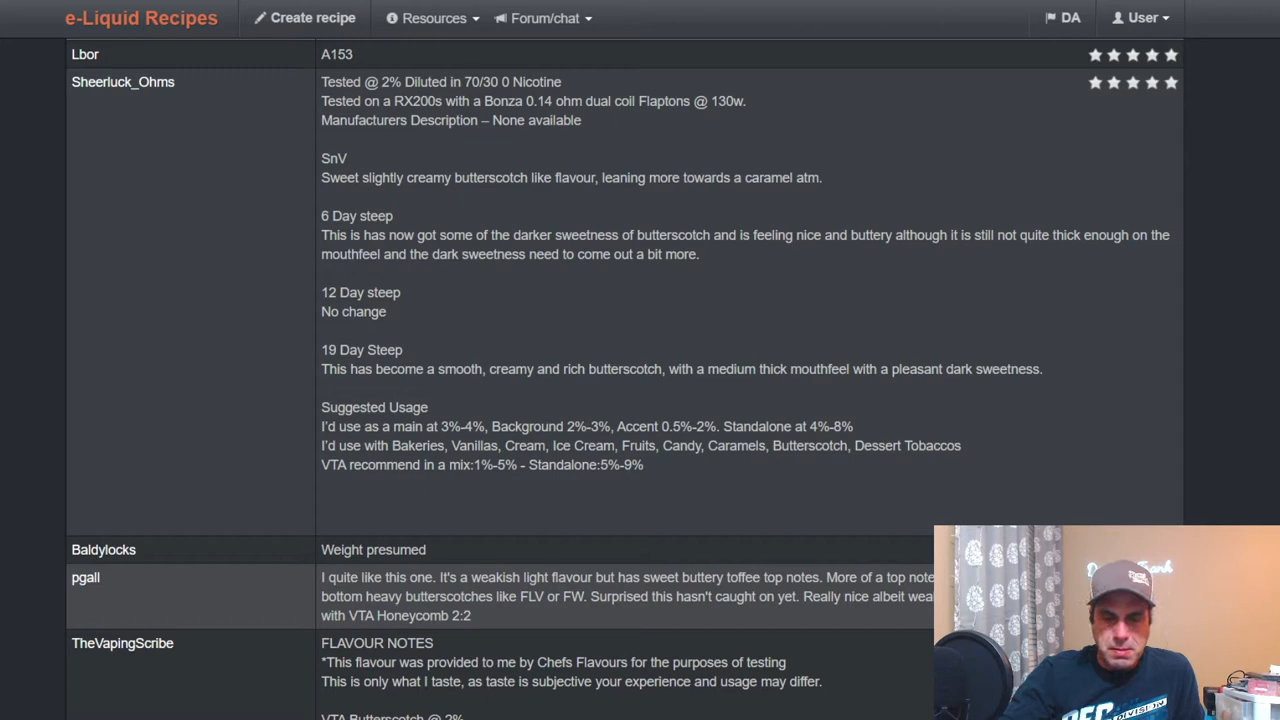 e-Liquid Recipes Create recipe Resources Forum/chat DA User
Lbor A153
Sheerluck_Ohms Tested @ 2% Diluted in 70/30 0 Nicotine
Tested on a RX200s with a Bonza 0.14 ohm dual coil Flaptons @ 130w.
Manufacturers Description – None available
SnV
Sweet slightly creamy butterscotch like flavour, leaning more towards a caramel atm.
6 Day steep
This is has now got some of the darker sweetness of butterscotch and is feeling nice and buttery although it is still not quite thick enough on the
mouthfeel and the dark sweetness need to come out a bit more.
12 Day steep
No change
19 Day Steep
This has become a smooth, creamy and rich butterscotch, with a medium thick mouthfeel with a pleasant dark sweetness.
Suggested Usage
I'd use as a main at 3%-4%, Background 2%-3%, Accent 0.5%-2%. Standalone at 4%-8%
I'd use with Bakeries, Vanillas, Cream, Ice Cream, Fruits, Candy, Caramels, Butterscotch, Dessert Tobaccos
VTA recommend in a mix:1%-5% - Standalone:5%-9%
Baldylocks Weight presumed
pgall I quite like this one. It's a weakish light flavour but has sweet buttery toffee top notes. More of a top note
bottom heavy butterscotches like FLV or FW. Surprised this hasn't caught on yet. Really nice albeit
with VTA Honeycomb 2:2
TheVapingScribe FLAVOUR NOTES
*This flavour was provided to me by Chefs Flavours for the purposes of testing
This is only what I taste, as taste is subjective your experience and usage may differ.
VTA Butterscotch @ 2%
DIVISION